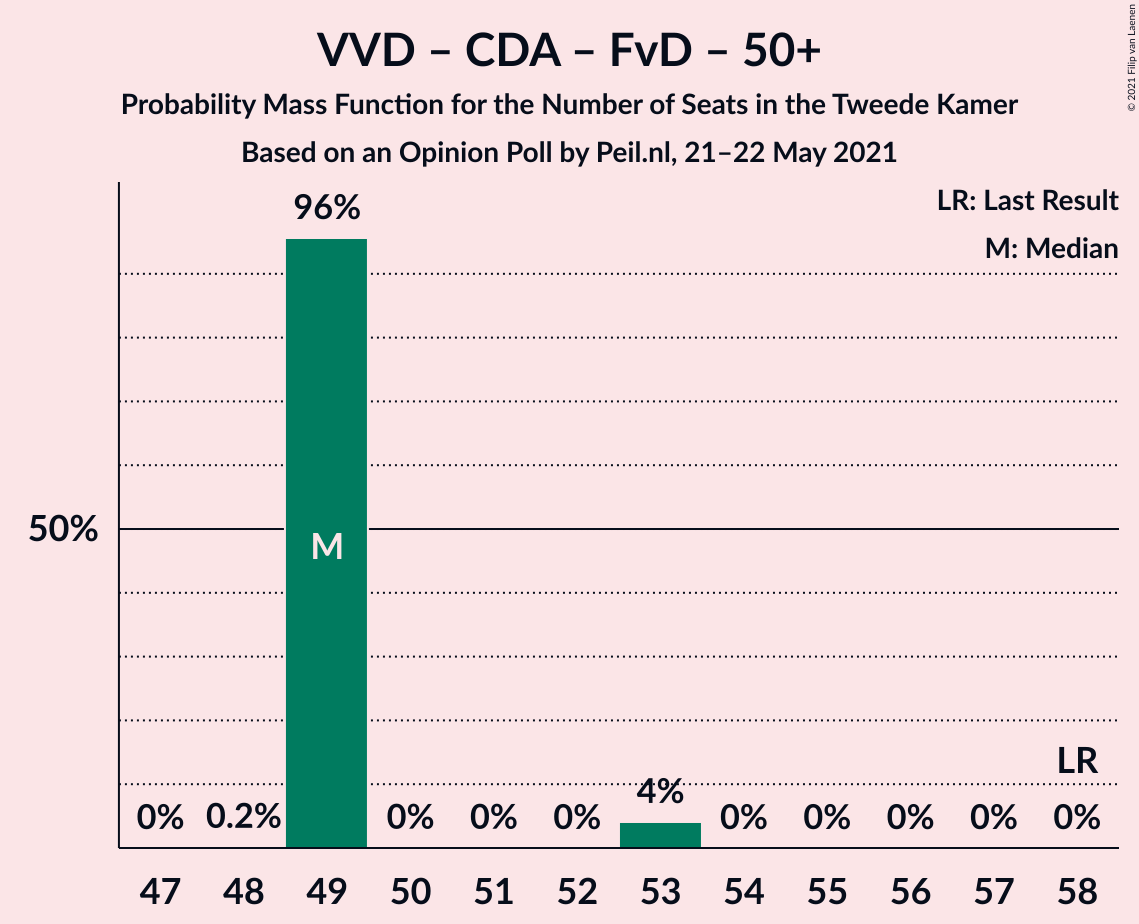 VVD – CDA – FvD – 50+
Probability Mass Function for the Number of Seats in the Tweede Kamer
Based on an Opinion Poll by Peil.nl, 21–22 May 2021
© 2021 Filip van Laenen
LR: Last Result
M: Median
96%
50%
M
LR
0% 0.2% 0% 0% 0% 4% 0% 0% 0% 0% 0%
47 48 49 50 51 52 53 54 55 56 57 58